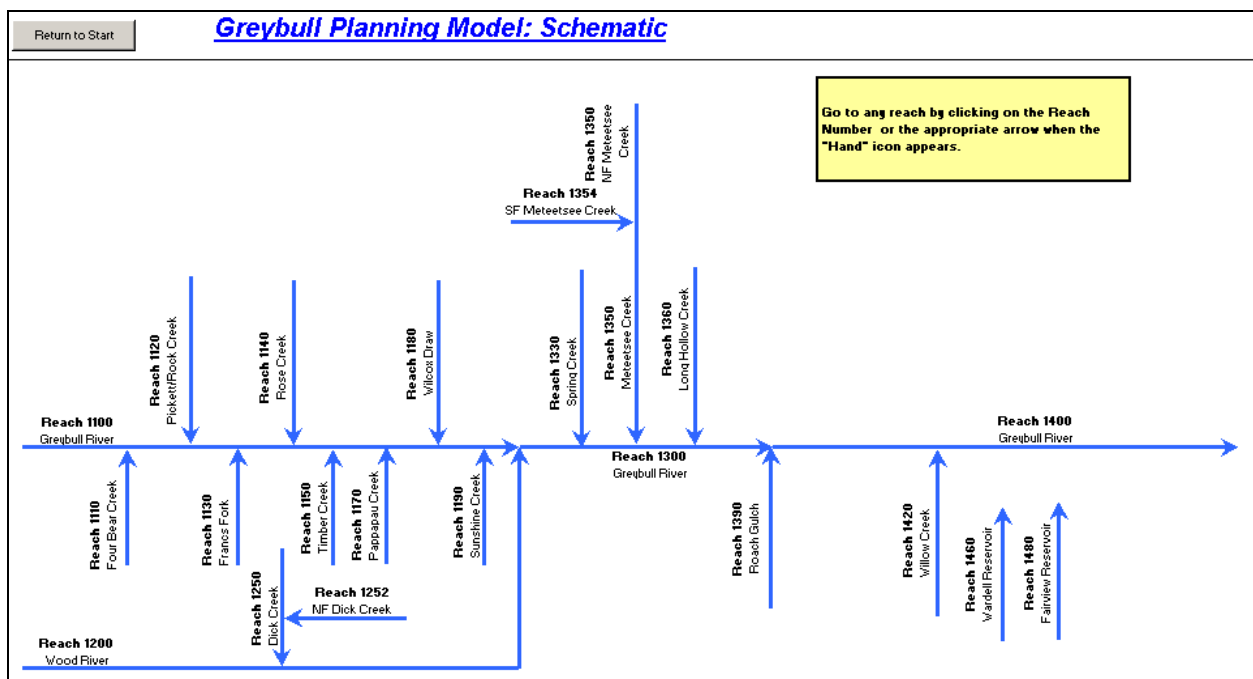 Return to Start
Greybull Planning Model: Schematic
Go to any reach by clicking on the Reach
Number or the appropriate arrow when the
"Hand" icon appears.
Reach 1350
NF Meteetsee
Creek
Reach 1354
SF Meteetsee Creek
Reach 1120
Pickett/Rock Creek
Reach 1140
Rose Creek
Reach 1180
Wilcox Draw
Reach 1330
Spring Creek
Reach 1350
Meteetsee Creek
Reach 1360
Long Hollow Creek
Reach 1100
Greybull River
Reach 1300
Greybull River
Reach 1400
Greybull River
Reach 1110
Four Bear Creek
Reach 1130
Francs Fork
Reach 1150
Timber Creek
Reach 1170
Pappapau Creek
Reach 1190
Sunshine Creek
Reach 1390
Roach Gulch
Reach 1420
Willow Creek
Reach 1460
Wardell Reservoir
Reach 1480
Fairview Reservoir
Reach 1250
Dick Creek
Reach 1252
NF Dick Creek
Reach 1200
Wood River